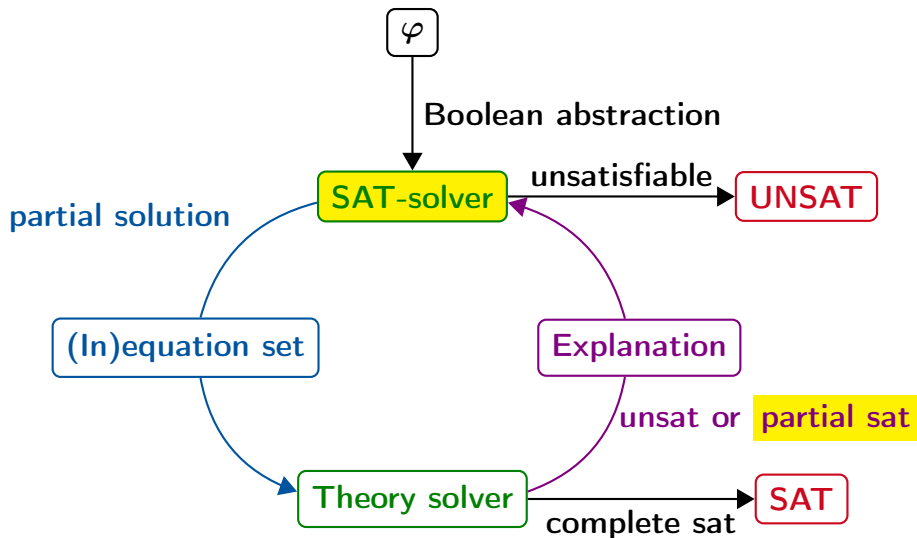 φ
Boolean abstraction
SAT-solver
unsatisfiable
UNSAT
partial solution
(In)equation set
Explanation
unsat or partial sat
Theory solver
complete sat
SAT